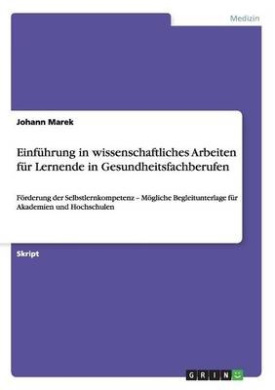 Medizin
Johann Marek
Einführung in wissenschaftliches Arbeiten
für Lernende in Gesundheitsfachberufen
Förderung der Selbstlernkompetenz – Mögliche Begleitunterlage für
Akademien und Hochschulen
Skript
GRIN